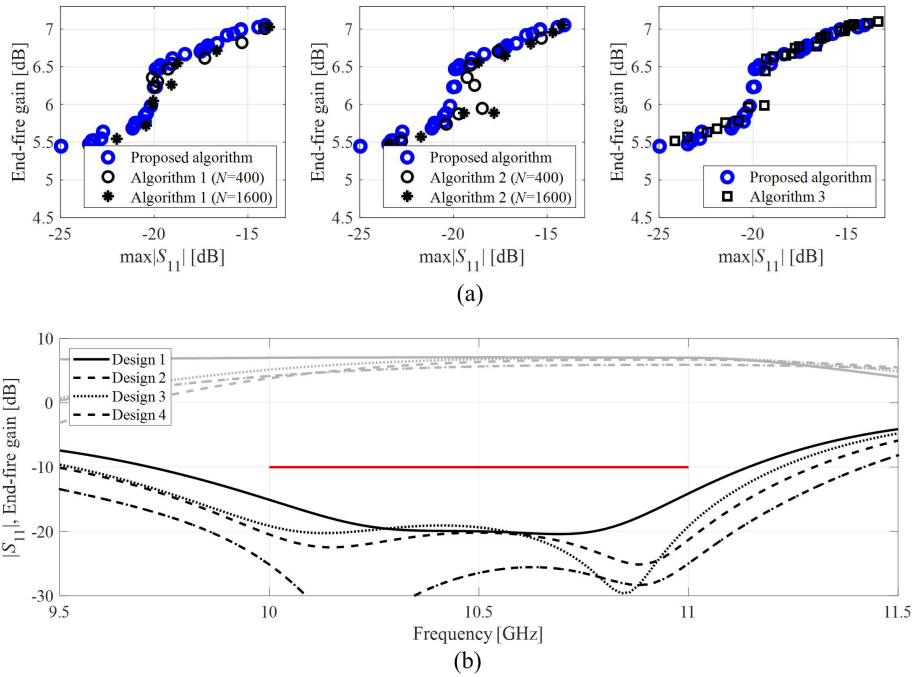 End-fire gain [dB]
7
6.5
6
5.5
5
4.5
-25
-20
-15
max|S11| [dB]
Proposed algorithm
Algorithm 1 (N=400)
Algorithm 1 (N=1600)
End-fire gain [dB]
7
6.5
6
5.5
5
4.5
-25
-20
-15
max|S11| [dB]
Proposed algorithm
Algorithm 2 (N=400)
Algorithm 2 (N=1600)
End-fire gain [dB]
7
6.5
6
5.5
5
4.5
-25
-20
-15
max|S11| [dB]
Proposed algorithm
Algorithm 3
(a)
|S11|, End-fire gain [dB]
10
0
-10
-20
-30
Design 1
Design 2
Design 3
Design 4
9.5
10
10.5
11
11.5
Frequency [GHz]
(b)